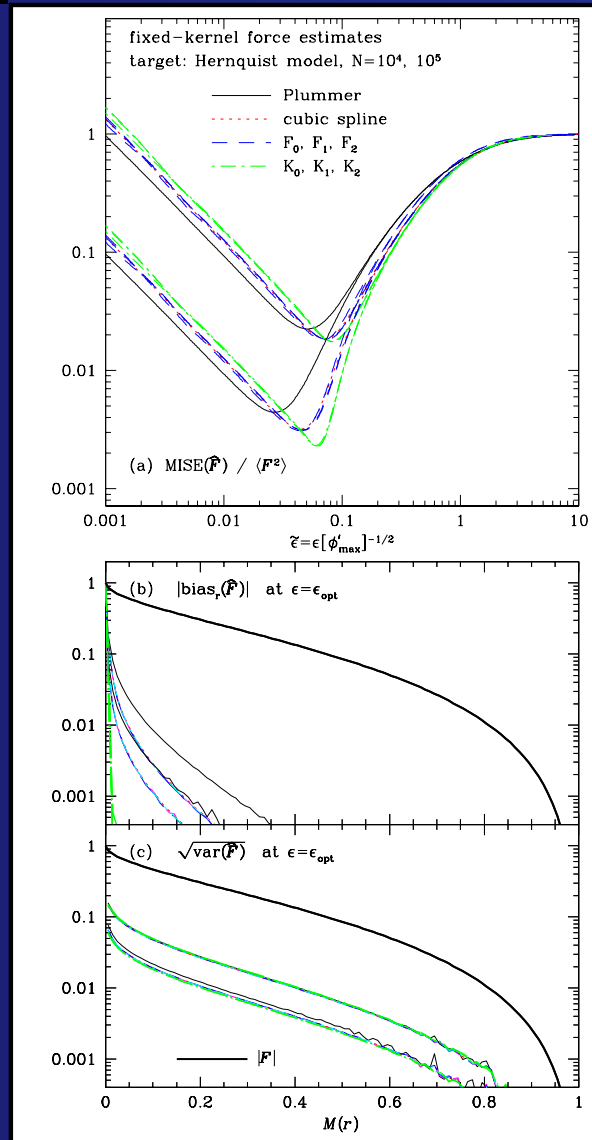 fixed-kernel force estimates
target: Hernquist model, N=10⁴, 10⁵
Plummer
cubic spline
F₀, F₁, F₂
K₀, K₁, K₂
1
0.1
0.01
0.001
(a) MISE(F̂) / ⟨F²⟩
0.001 0.01 0.1 1 10
ε̃=ϵ[ϕ′max]⁻¹/²
1
0.1
0.01
0.001
(b) |biasᵣ(F̂)| at ϵ=ϵopt
1
0.1
0.01
0.001
(c) √var(F̂) at ϵ=ϵopt
|F|
0 0.2 0.4 0.6 0.8 1
M(r)